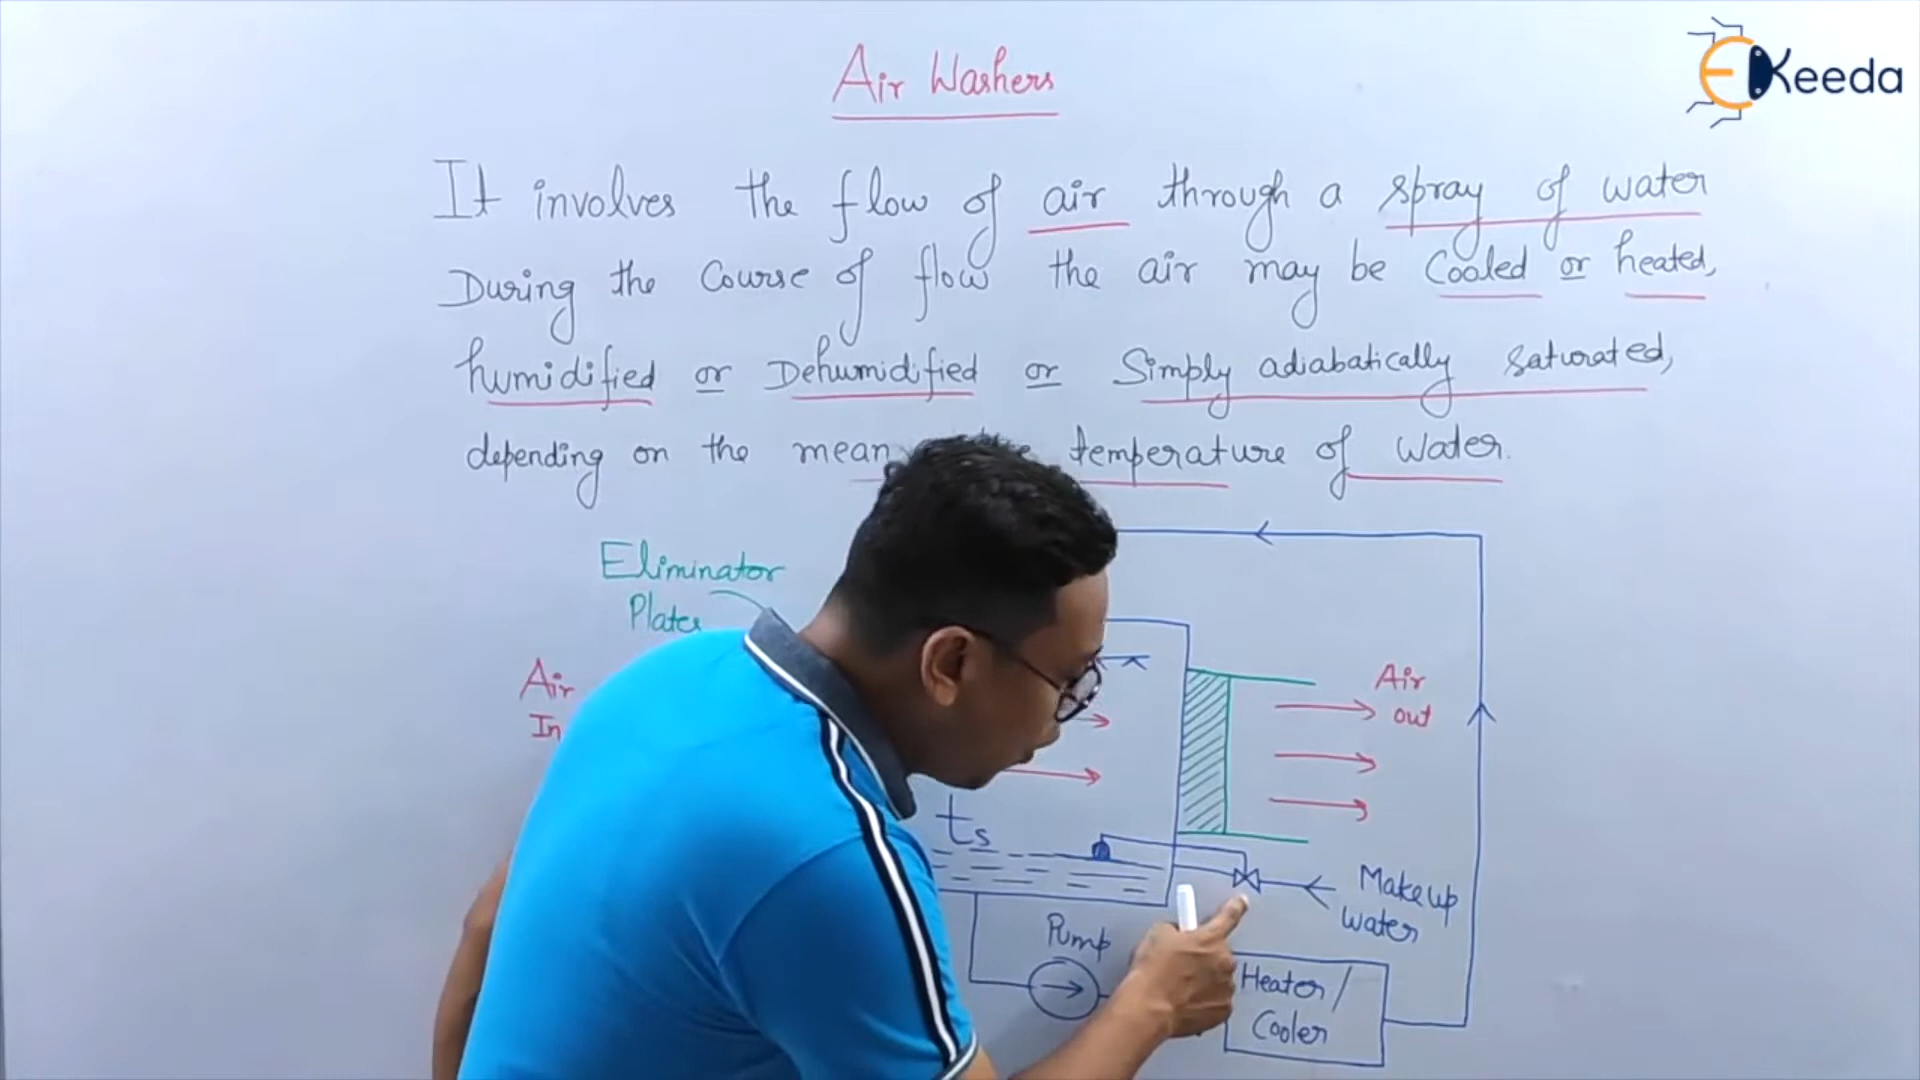 Air Washers
EKeeda
It involves the flow of air through a spray of water
During the Course of flow the air may be Cooled or heated,
humidified or Dehumidified or Simply adiabatically saturated,
depending on the mean temperature of Water.
Eliminator
Plates
Air
In
Air
out
ts
Makeup
water
Pump
Heater/
Cooler